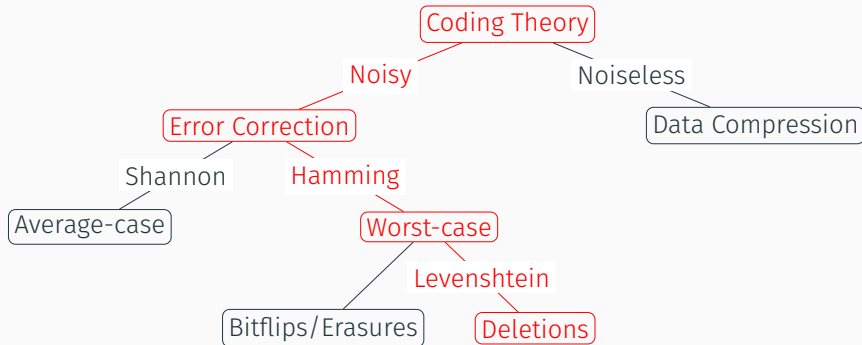 Coding Theory
Noisy
Noiseless
Error Correction
Data Compression
Shannon
Hamming
Average-case
Worst-case
Levenshtein
Bitflips/Erasures
Deletions